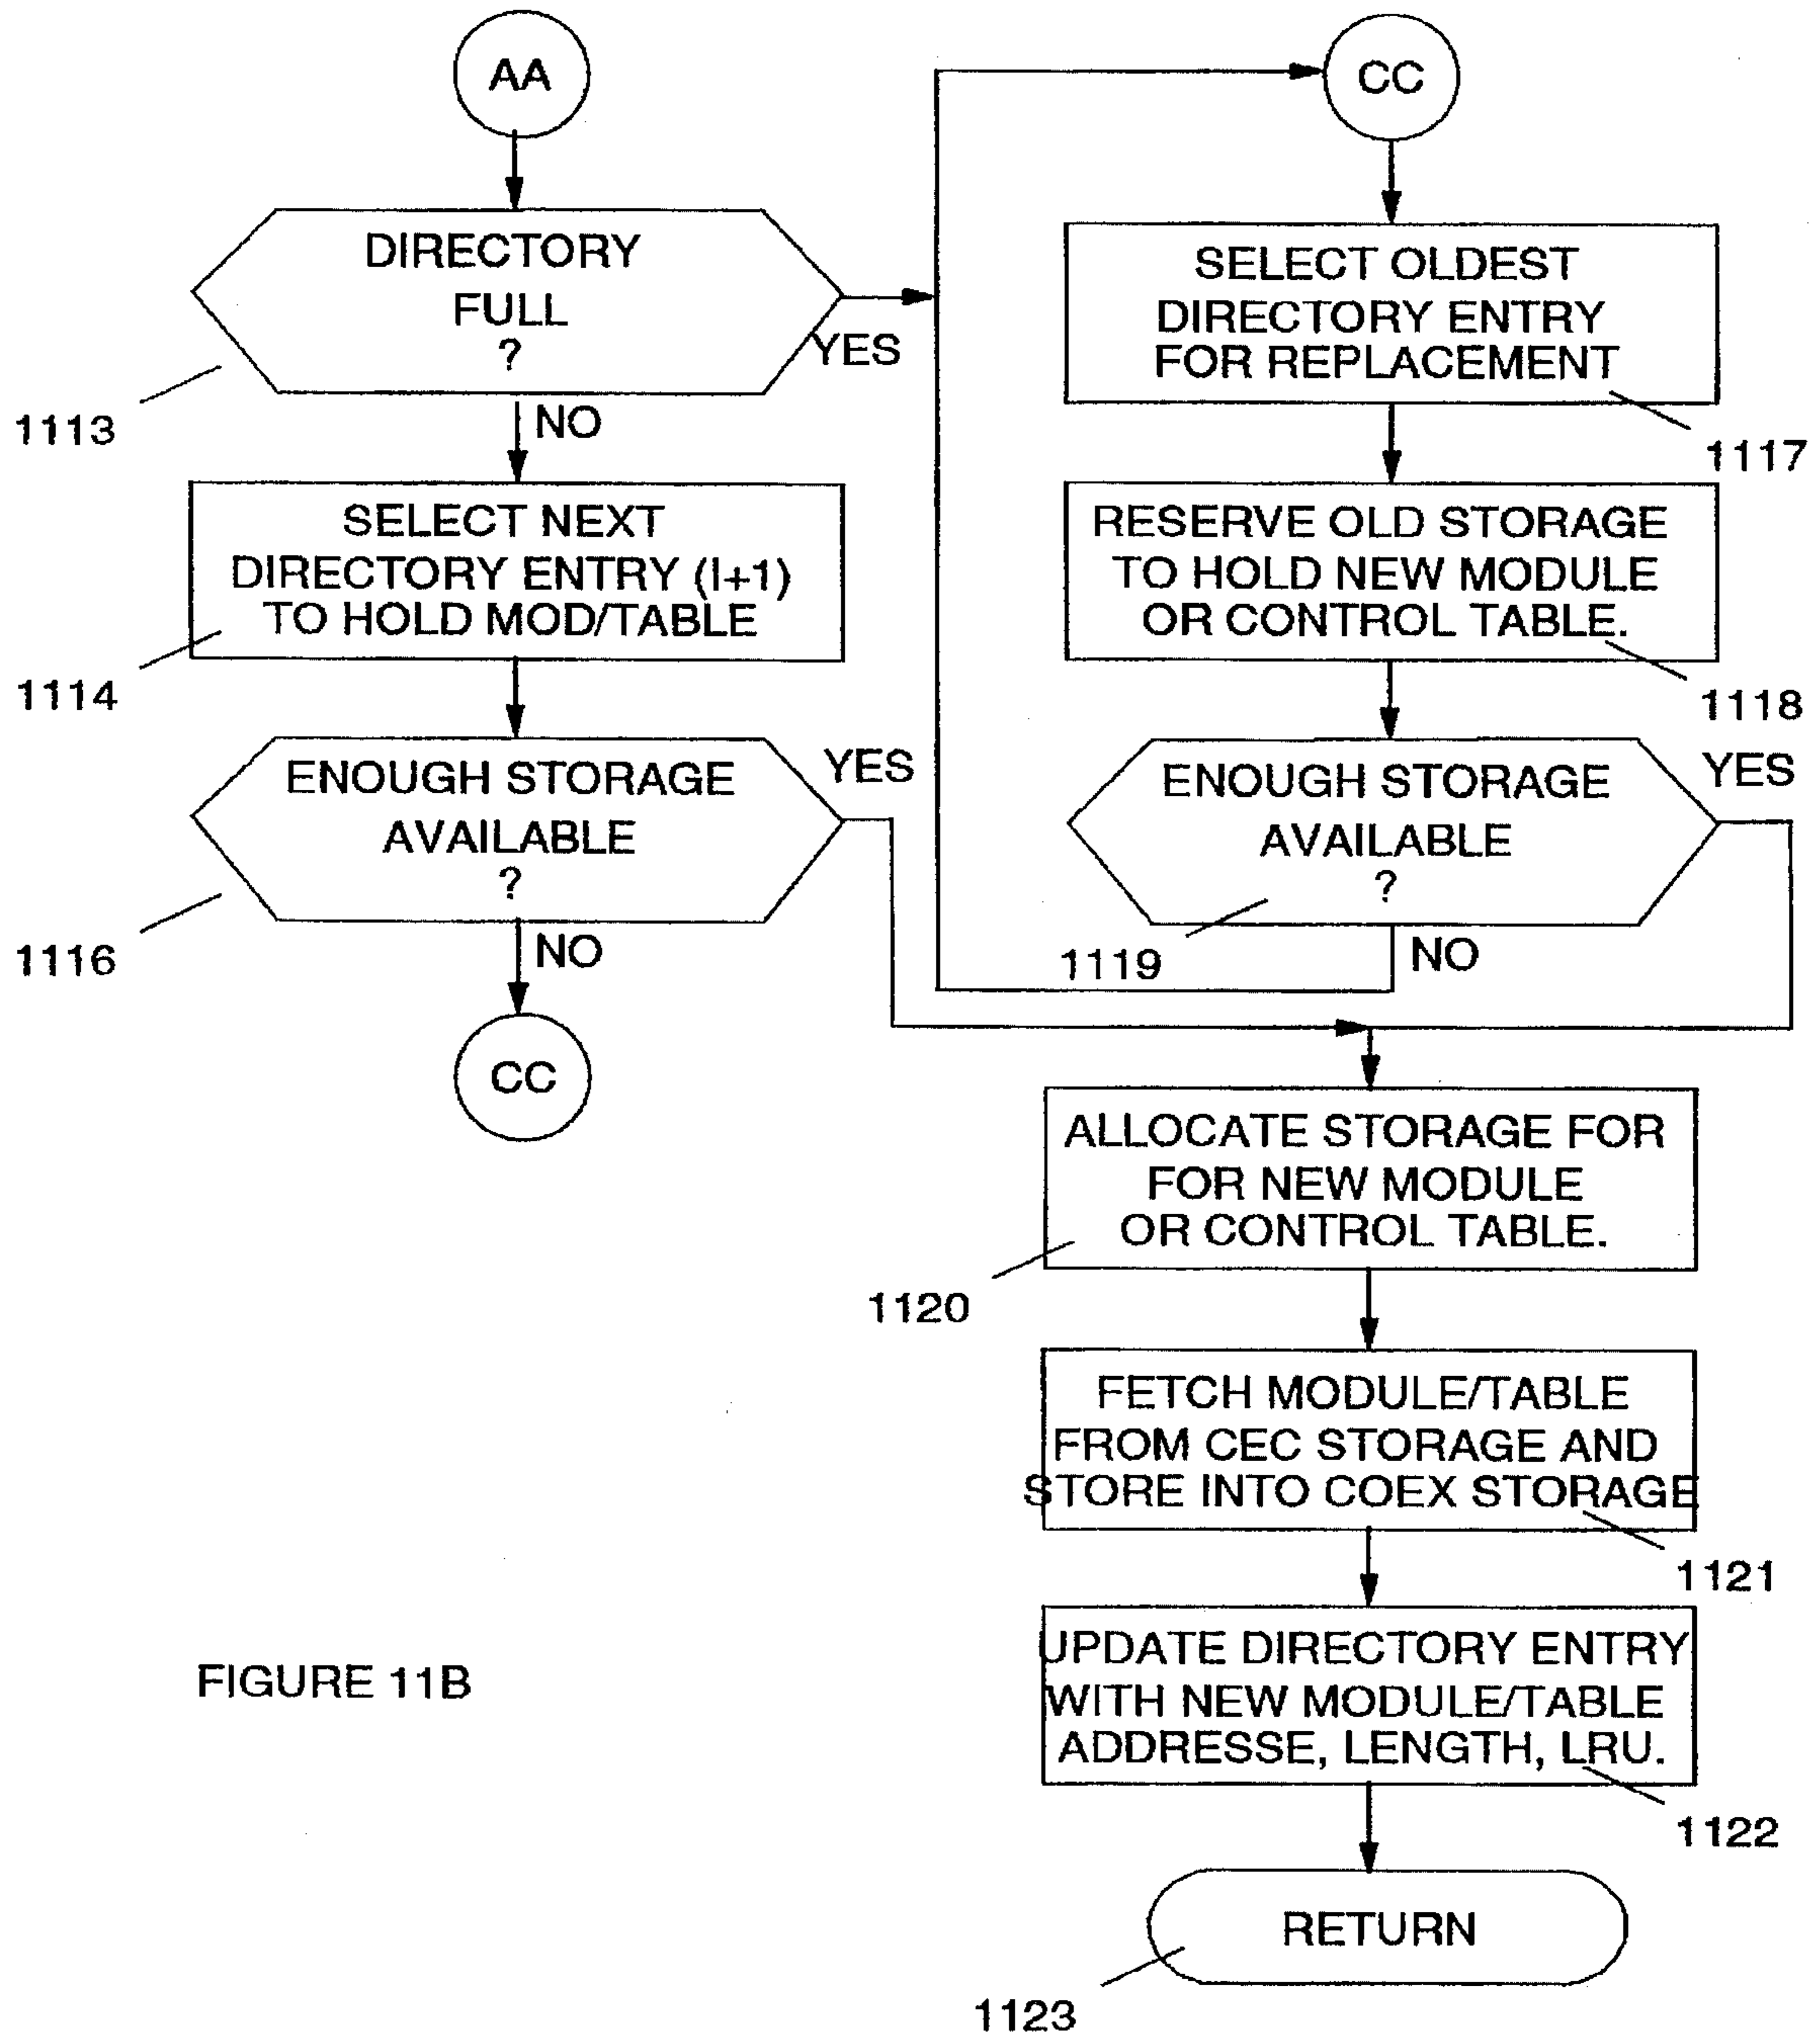 AA
DIRECTORY
FULL
?
YES
1113
NO
SELECT NEXT
DIRECTORY ENTRY (I+1)
TO HOLD MOD/TABLE
1114
ENOUGH STORAGE
AVAILABLE
?
YES
1116
NO
CC
CC
SELECT OLDEST
DIRECTORY ENTRY
FOR REPLACEMENT
1117
RESERVE OLD STORAGE
TO HOLD NEW MODULE
OR CONTROL TABLE.
1118
ENOUGH STORAGE
AVAILABLE
?
YES
1119
NO
ALLOCATE STORAGE FOR
FOR NEW MODULE
OR CONTROL TABLE.
1120
FETCH MODULE/TABLE
FROM CEC STORAGE AND
STORE INTO COEX STORAGE
1121
UPDATE DIRECTORY ENTRY
WITH NEW MODULE/TABLE
ADDRESSE, LENGTH, LRU.
1122
RETURN
1123
FIGURE 11B